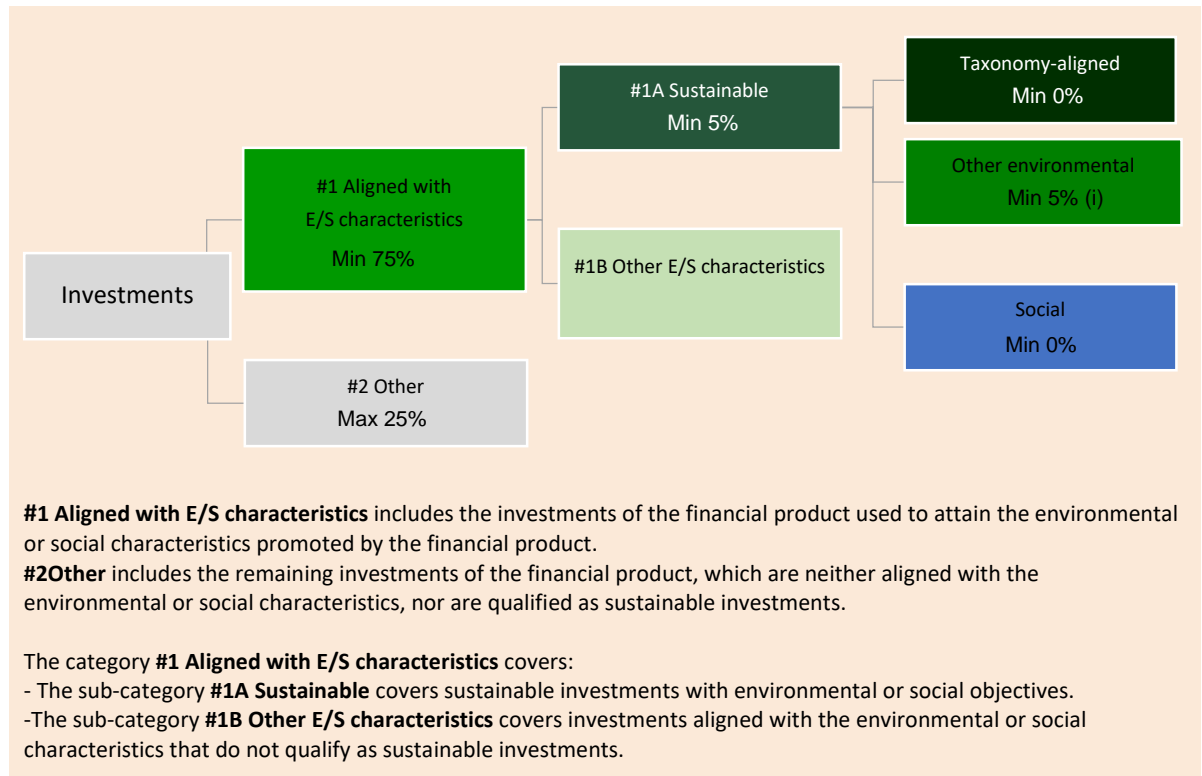 Investments
#1 Aligned with
E/S characteristics
Min 75%
#2 Other
Max 25%
#1A Sustainable
Min 5%
#1B Other E/S characteristics
Taxonomy-aligned
Min 0%
Other environmental
Min 5% (i)
Social
Min 0%
#1 Aligned with E/S characteristics includes the investments of the financial product used to attain the environmental
or social characteristics promoted by the financial product.
#2Other includes the remaining investments of the financial product, which are neither aligned with the
environmental or social characteristics, nor are qualified as sustainable investments.
The category #1 Aligned with E/S characteristics covers:
- The sub-category #1A Sustainable covers sustainable investments with environmental or social objectives.
-The sub-category #1B Other E/S characteristics covers investments aligned with the environmental or social
characteristics that do not qualify as sustainable investments.